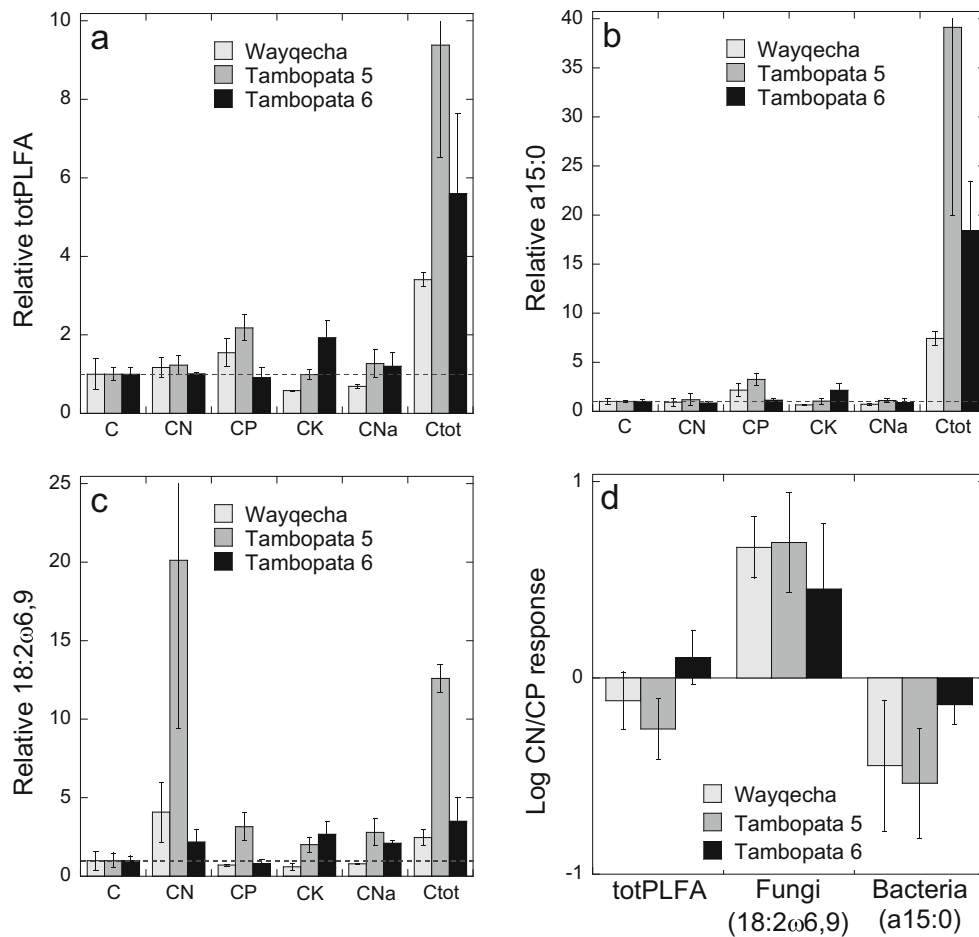 a
Wayqecha
Tambopata 5
Tambopata 6
Relative totPLFA
10
8
6
4
2
0
C CN CP CK CNa Ctot
b
Wayqecha
Tambopata 5
Tambopata 6
Relative a15:0
40
35
30
25
20
15
10
5
0
C CN CP CK CNa Ctot
c
Wayqecha
Tambopata 5
Tambopata 6
Relative 18:2ω6,9
25
20
15
10
5
0
C CN CP CK CNa Ctot
d
Log CN/CP response
1
0
-1
Wayqecha
Tambopata 5
Tambopata 6
totPLFA Fungi Bacteria
(18:2ω6,9) (a15:0)